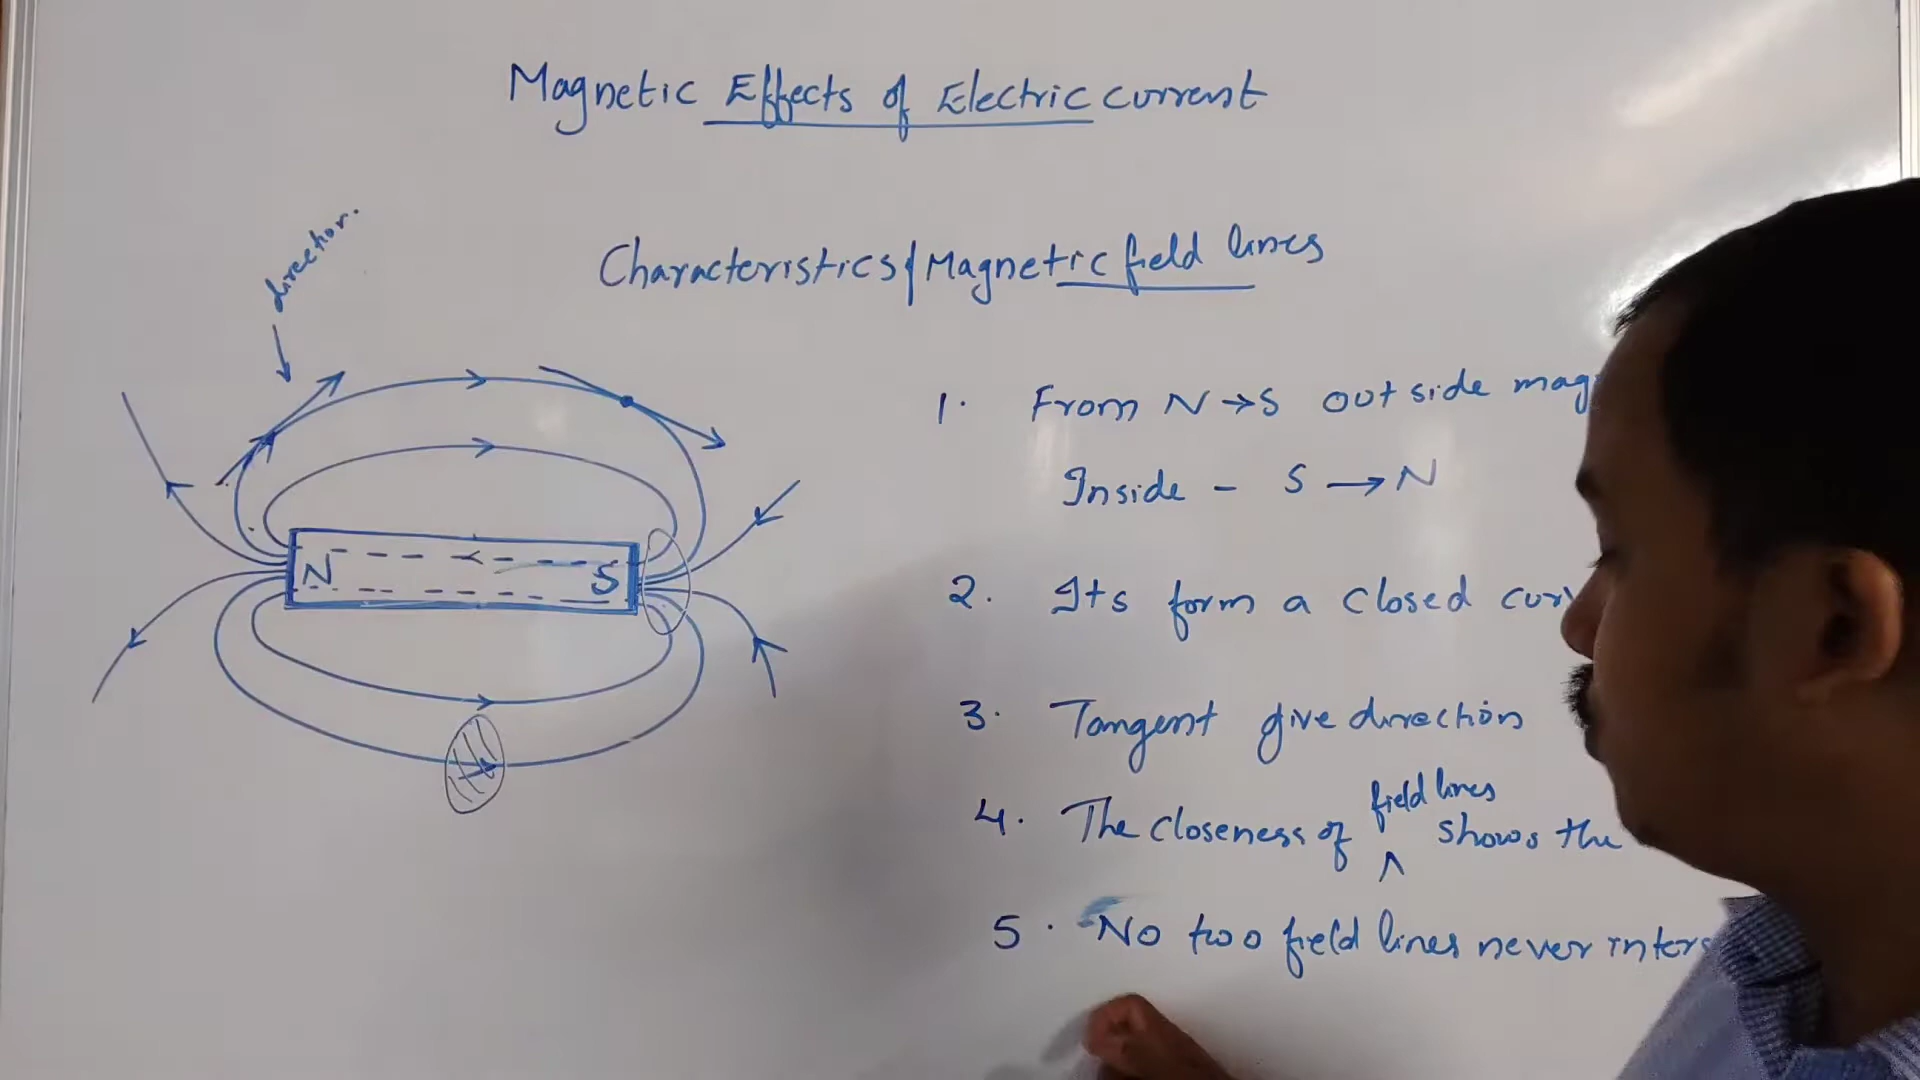 Magnetic Effects of Electric current
direction.
Characteristics of Magnetic field lines
1. From N → S outside mag
Inside - S → N
N S
2. Its form a closed cur
3. Tangent give direction
4. The closeness of field lines shows the
5. No two field lines never inters